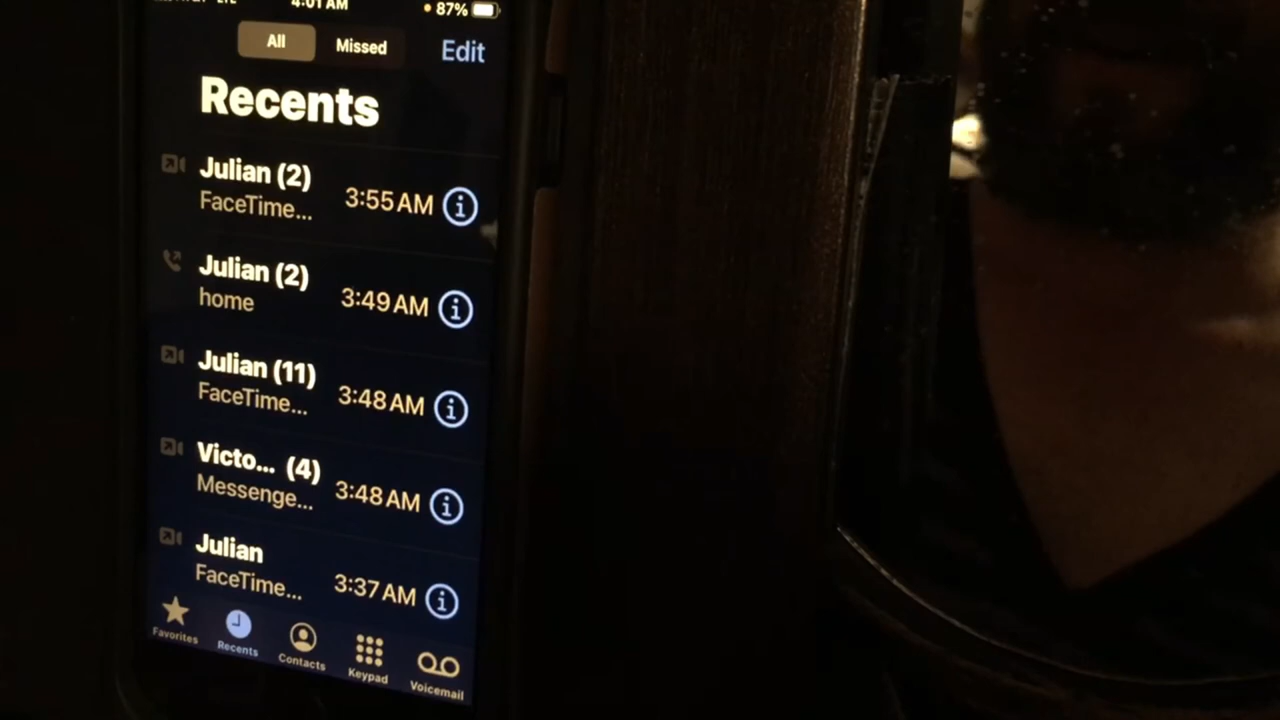 4:01 AM
87%
All
Missed
Edit
Recents
Julian (2)
FaceTime...
3:55 AM
Julian (2)
home
3:49 AM
Julian (11)
FaceTime...
3:48 AM
Victo... (4)
Messenge...
3:48 AM
Julian
FaceTime...
3:37 AM
Favorites
Recents
Contacts
Keypad
Voicemail